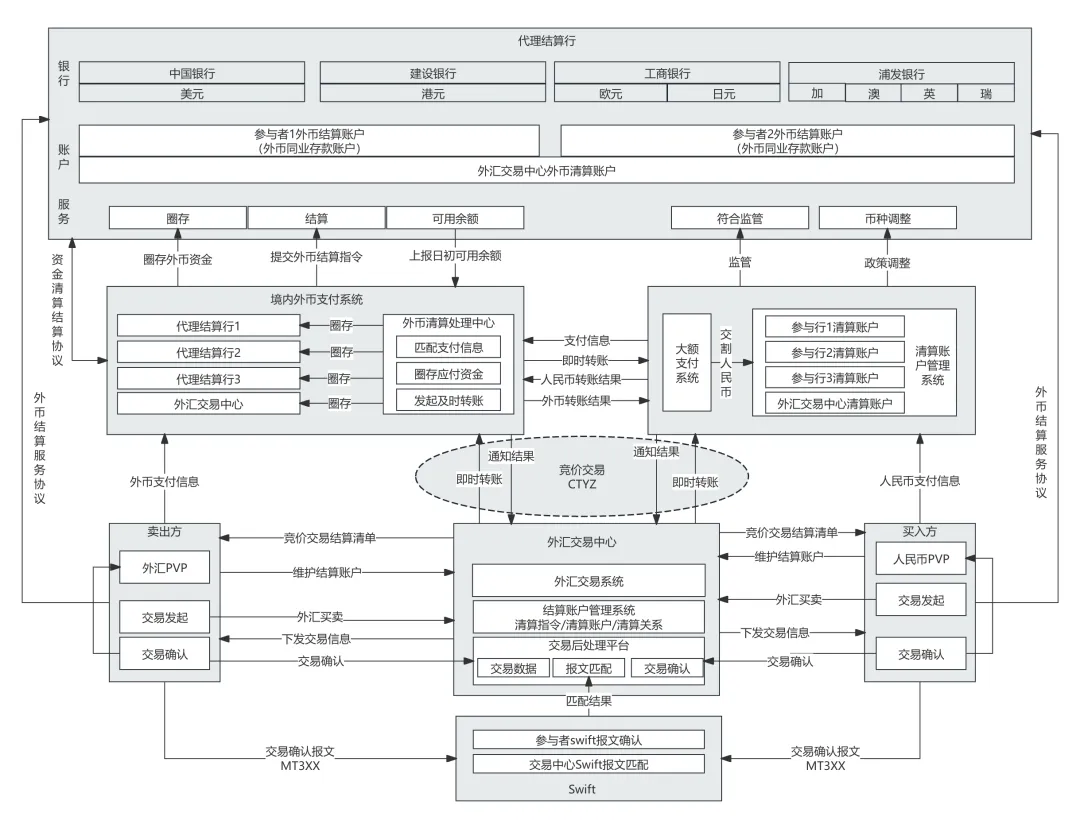 代理结算行
银行
中国银行
建设银行
工商银行
浦发银行
美元
港元
欧元
日元
加
澳
英
瑞
账户
参与者1外币结算账户
(外币同业存款账户)
参与者2外币结算账户
(外币同业存款账户)
外汇交易中心外币清算账户
服务
圈存
结算
可用余额
符合监管
币种调整
资金清算结算协议
圈存外币资金
提交外币结算指令
上报日初可用余额
监管
政策调整
境内外币支付系统
代理结算行1
代理结算行2
代理结算行3
外汇交易中心
圈存
圈存
圈存
圈存
外币清算处理中心
匹配支付信息
圈存应付资金
发起及时转账
支付信息
即时转账
人民币转账结果
外币转账结果
大额支付系统
交割人民币
参与行1清算账户
参与行2清算账户
参与行3清算账户
外汇交易中心清算账户
清算账户管理系统
外币结算服务协议
外币结算服务协议
外币支付信息
即时转账
通知结果
竞价交易
CTYZ
通知结果
即时转账
人民币支付信息
卖出方
外汇PVP
交易发起
交易确认
竞价交易结算清单
维护结算账户
外汇买卖
下发交易信息
交易确认
外汇交易中心
外汇交易系统
结算账户管理系统
清算指令/清算账户/清算关系
交易后处理平台
交易数据
报文匹配
交易确认
竞价交易结算清单
维护结算账户
外汇买卖
下发交易信息
交易确认
买入方
人民币PVP
交易发起
交易确认
匹配结果
交易确认报文
MT3XX
参与者swift报文确认
交易中心Swift报文匹配
Swift
交易确认报文
MT3XX